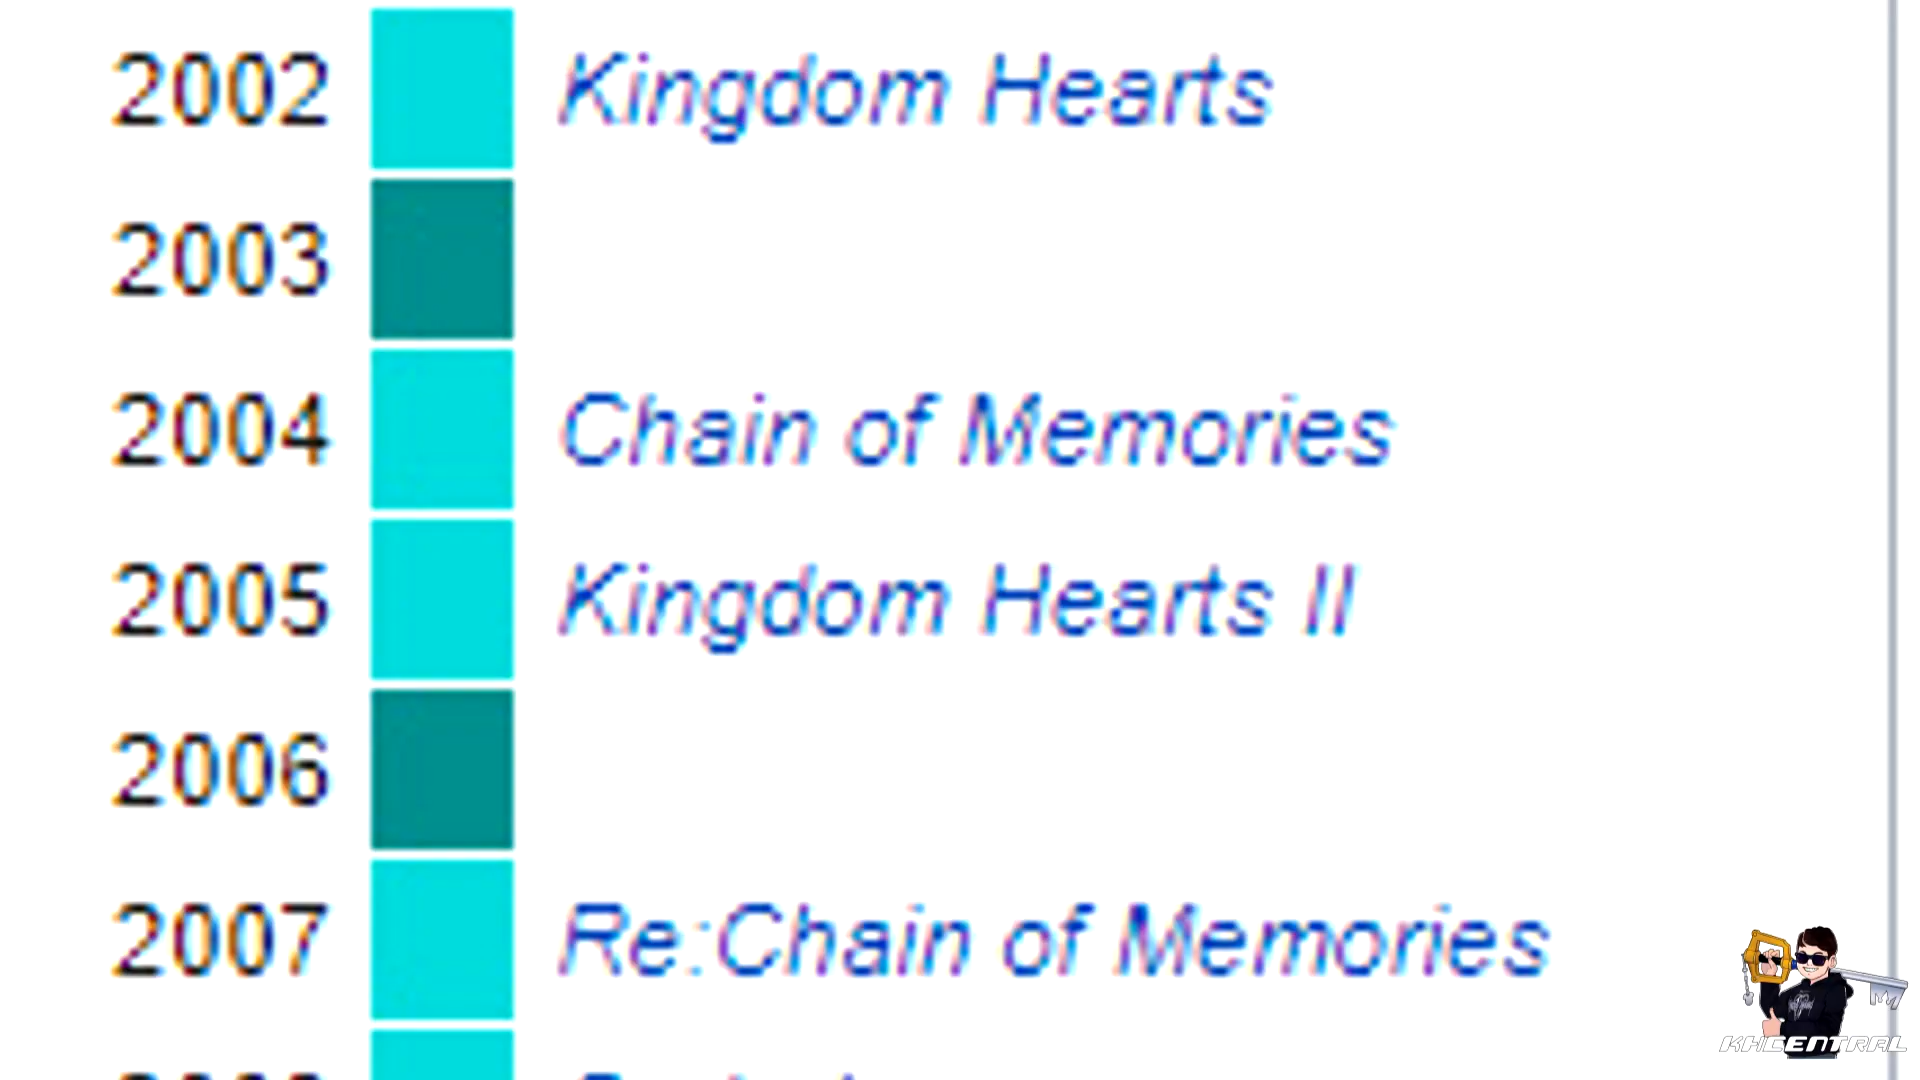 2002 Kingdom Hearts
2003
2004 Chain of Memories
2005 Kingdom Hearts II
2006
2007 Re:Chain of Memories
KHCENTRAL